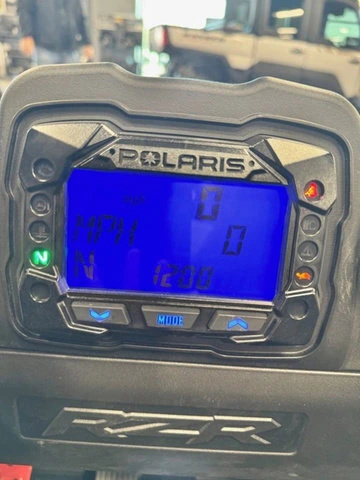 POLARIS
0
MPH 0
N N 1200
MODE
RZR